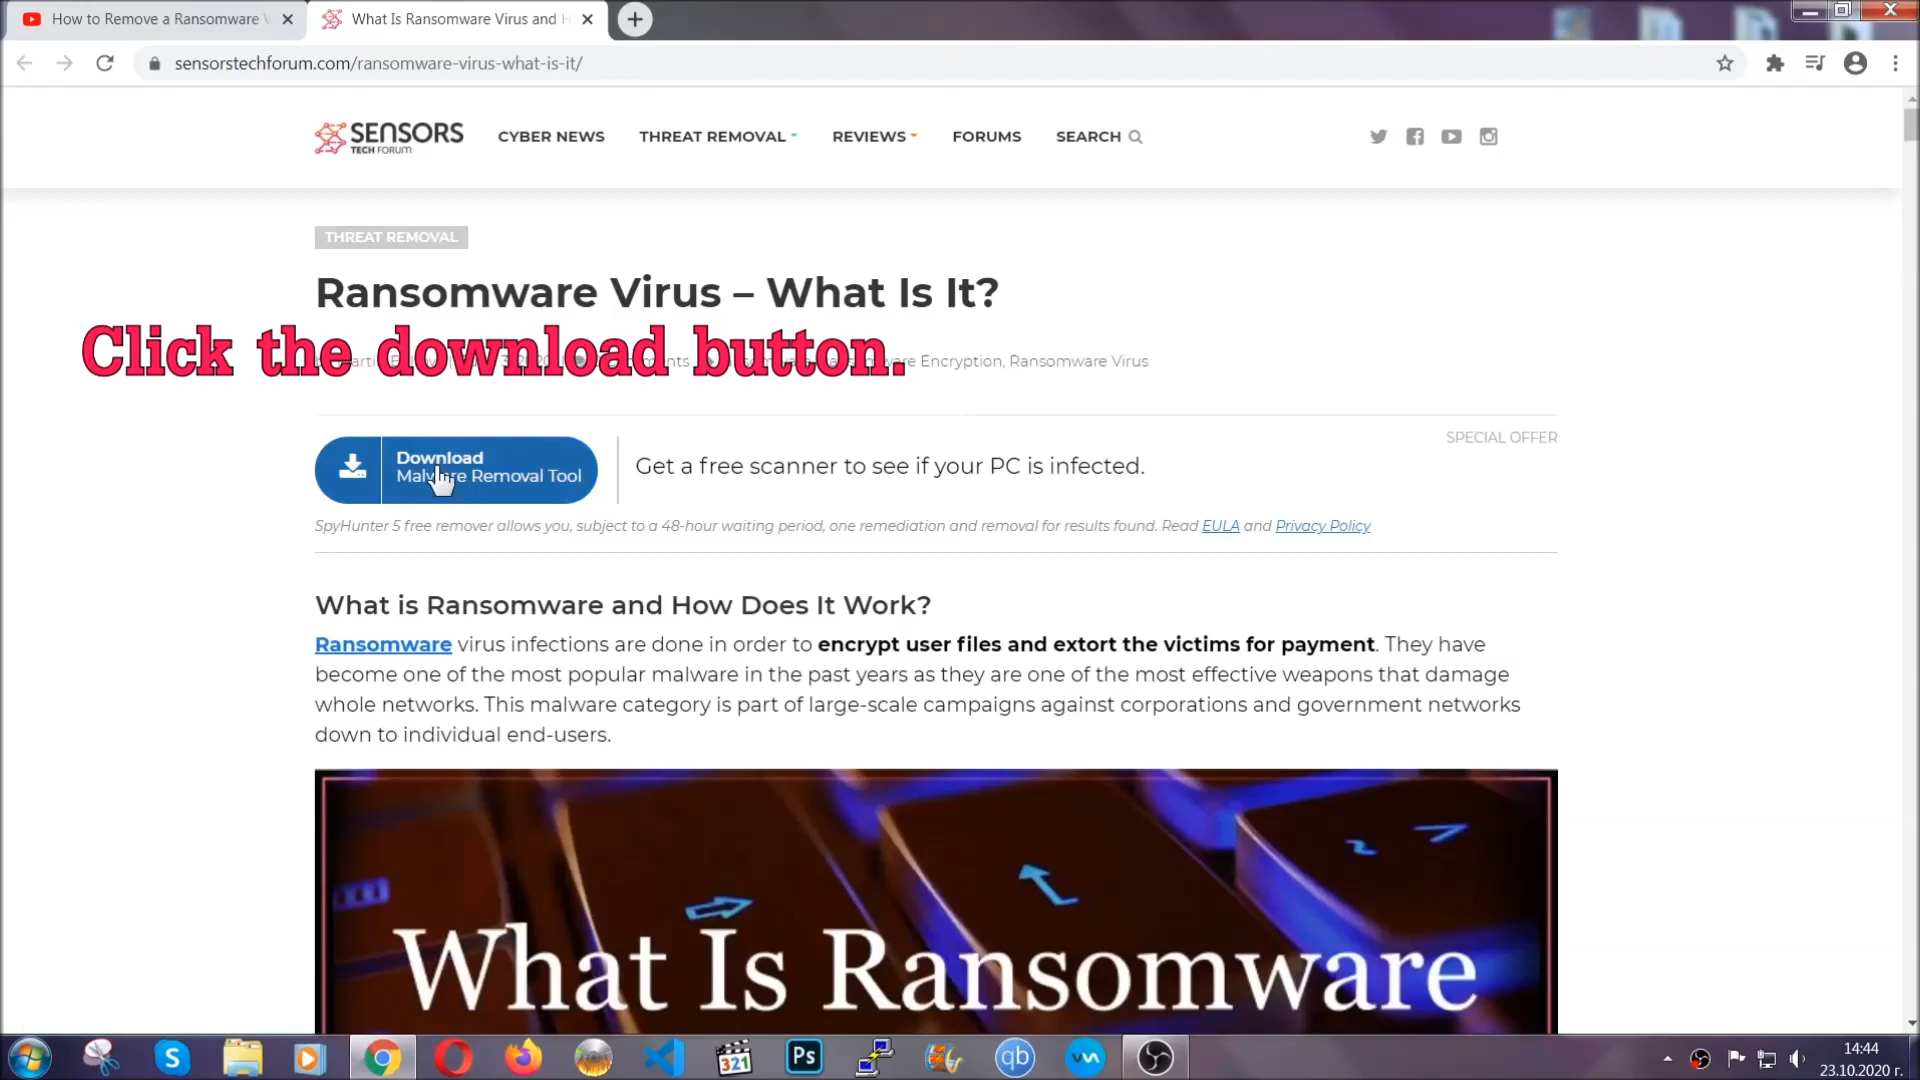 How to Remove a Ransomware V
What Is Ransomware Virus and H
sensorstechforum.com/ransomware-virus-what-is-it/
SENSORS
TECH FORUM
CYBER NEWS
THREAT REMOVAL
REVIEWS
FORUMS
SEARCH
THREAT REMOVAL
Ransomware Virus – What Is It?
Click the download button.
Encryption, Ransomware Virus
SPECIAL OFFER
Download
Malware Removal Tool
Get a free scanner to see if your PC is infected.
SpyHunter 5 free remover allows you, subject to a 48-hour waiting period, one remediation and removal for results found. Read EULA and Privacy Policy
What is Ransomware and How Does It Work?
Ransomware virus infections are done in order to encrypt user files and extort the victims for payment. They have
become one of the most popular malware in the past years as they are one of the most effective weapons that damage
whole networks. This malware category is part of large-scale campaigns against corporations and government networks
down to individual end-users.
What Is Ransomware
S
321
Ps
qb
14:44
23.10.2020 г.